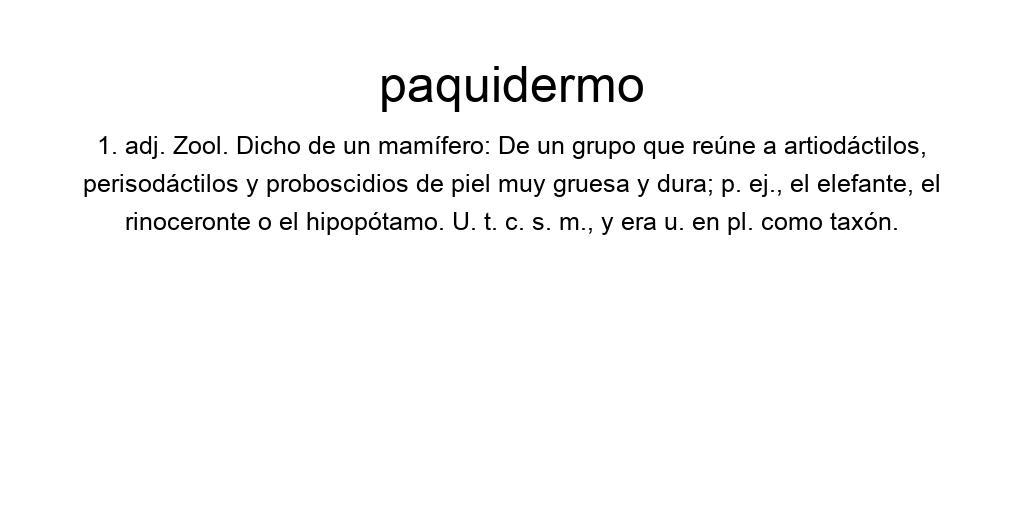 paquidermo
1. adj. Zool. Dicho de un mamífero: De un grupo que reúne a artiodáctilos,
perisodáctilos y proboscidios de piel muy gruesa y dura; p. ej., el elefante, el
rinoceronte o el hipopótamo. U. t. c. s. m., y era u. en pl. como taxón.